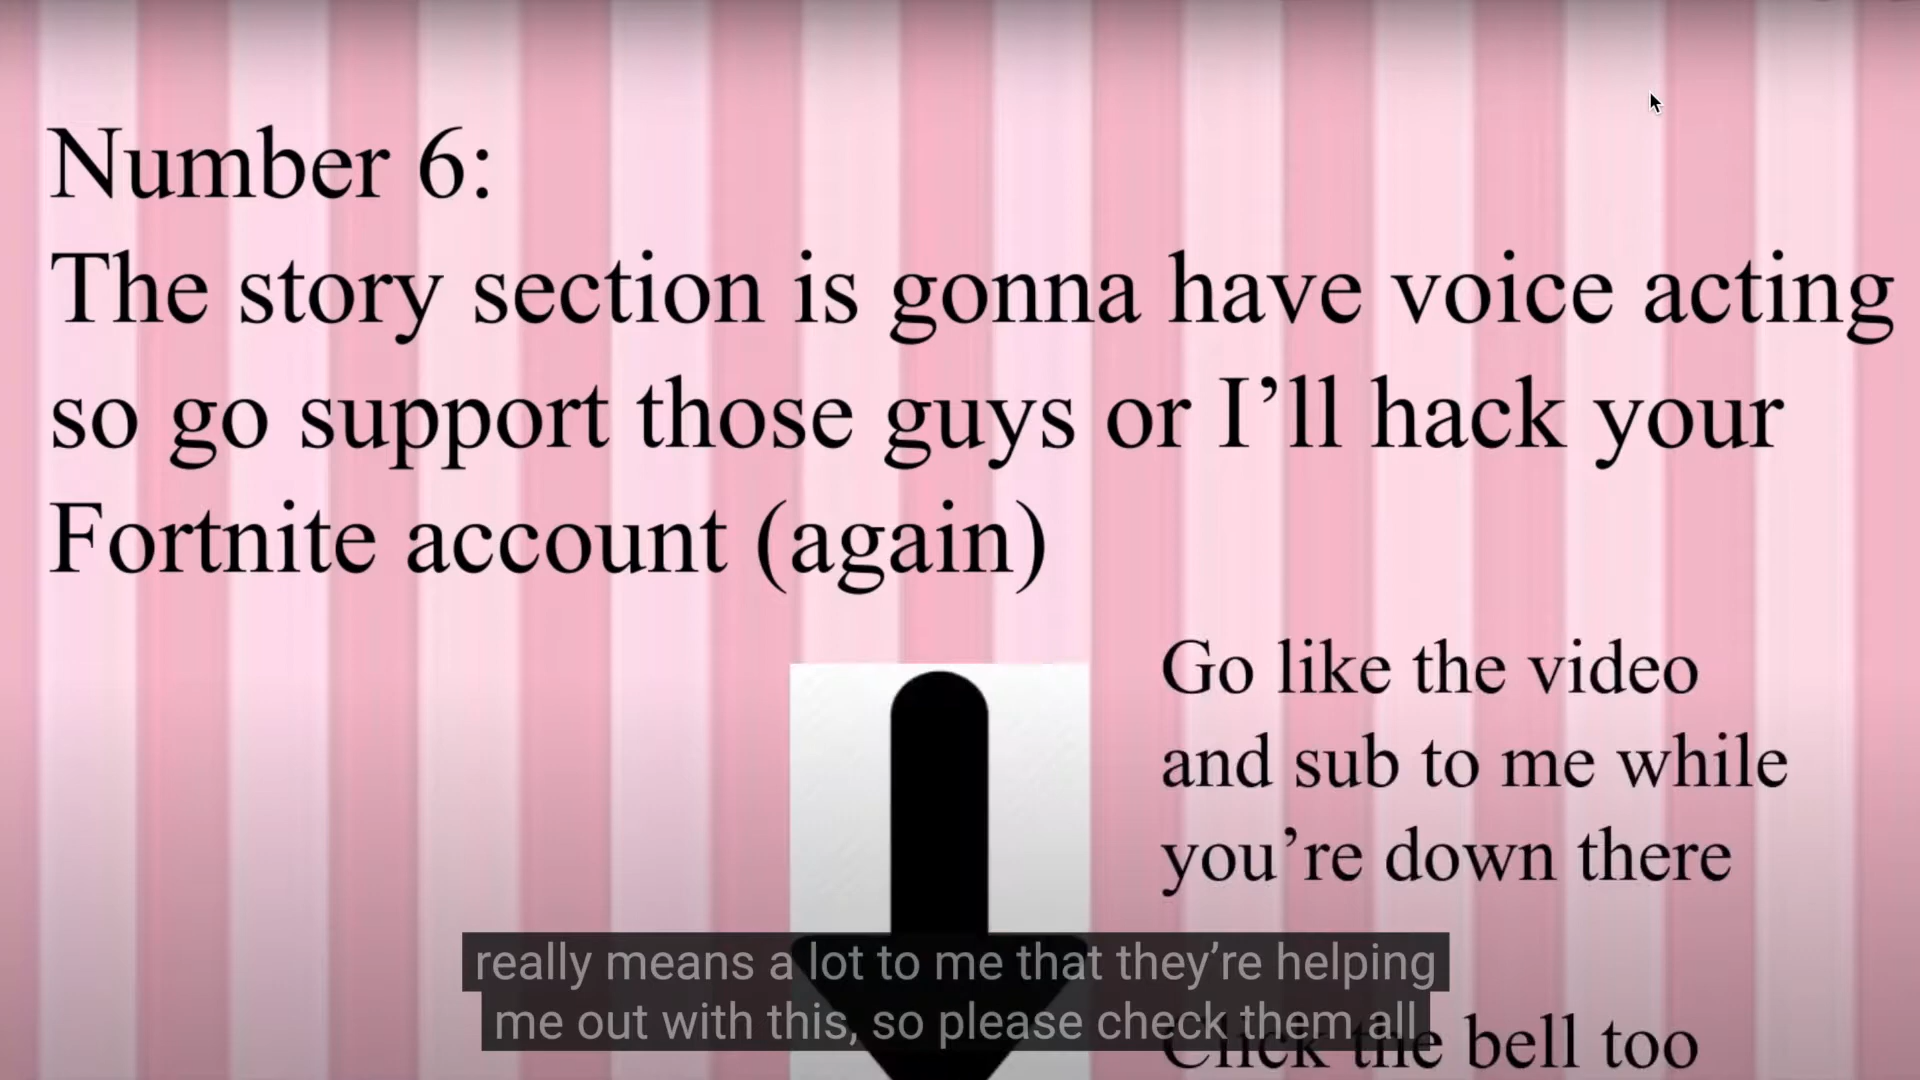 Number 6:
The story section is gonna have voice acting
so go support those guys or I’ll hack your
Fortnite account (again)
Go like the video
and sub to me while
you’re down there
really means a lot to me that they’re helping
me out with this, so please check them all
Click the bell too